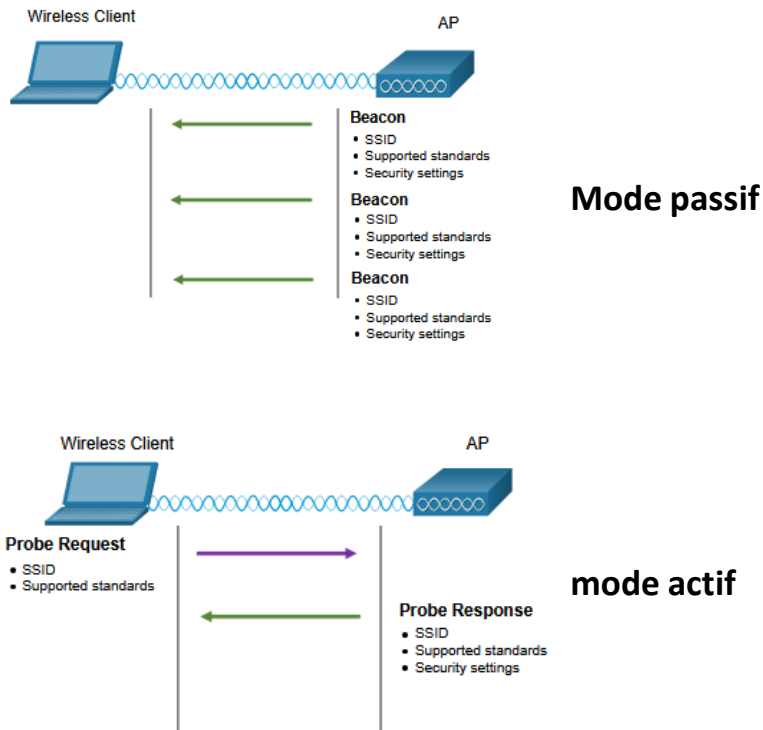 Wireless Client
AP
Beacon
• SSID
• Supported standards
• Security settings
Mode passif
Beacon
• SSID
• Supported standards
• Security settings
Beacon
• SSID
• Supported standards
• Security settings
Wireless Client
AP
Probe Request
• SSID
• Supported standards
mode actif
Probe Response
• SSID
• Supported standards
• Security settings